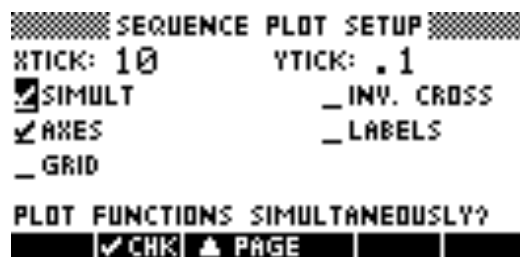 SEQUENCE PLOT SETUP
XTICK: 10 YTICK: .1
SIMULT _INV. CROSS
AXES _LABELS
_GRID
PLOT FUNCTIONS SIMULTANEOUSLY?
✓CHK ▲ PAGE